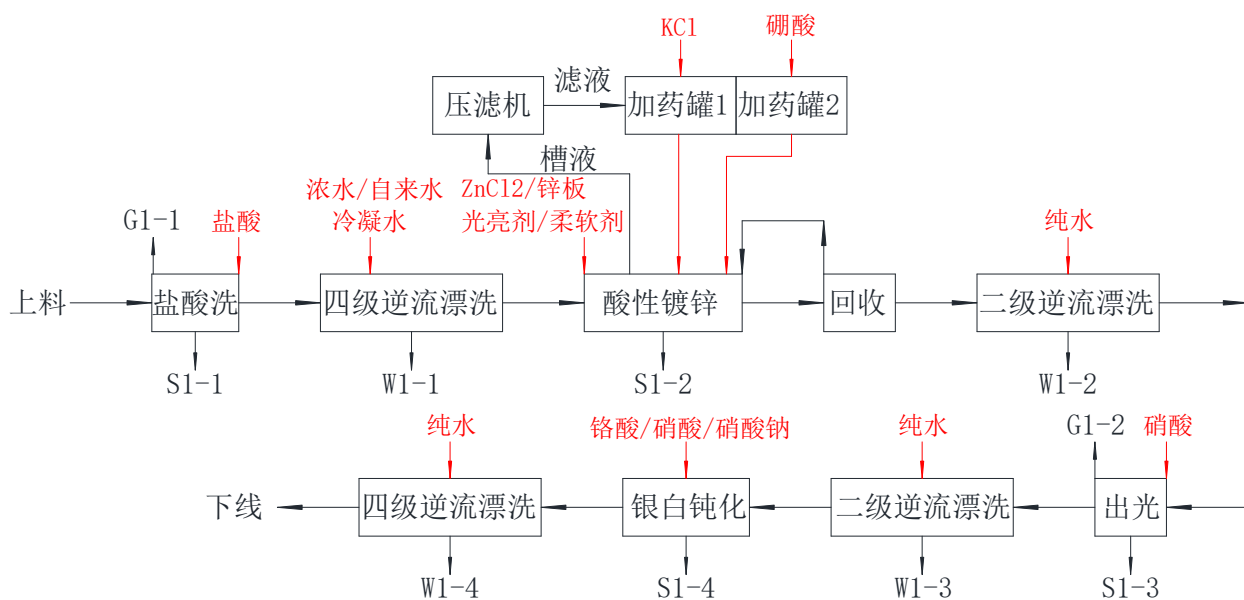 KCl
硼酸
压滤机
滤液
加药罐1
加药罐2
槽液
浓水/自来水
冷凝水
ZnCl2/锌板
光亮剂/柔软剂
G1-1
盐酸
纯水
上料
盐酸洗
四级逆流漂洗
酸性镀锌
回收
二级逆流漂洗
S1-1
W1-1
S1-2
W1-2
纯水
铬酸/硝酸/硝酸钠
纯水
G1-2
硝酸
下线
四级逆流漂洗
银白钝化
二级逆流漂洗
出光
W1-4
S1-4
W1-3
S1-3